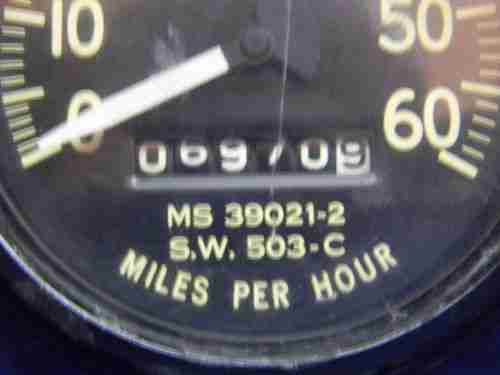 10 50
0 60
069709
MS 39021-2
S.W. 503-C
MILES PER HOUR